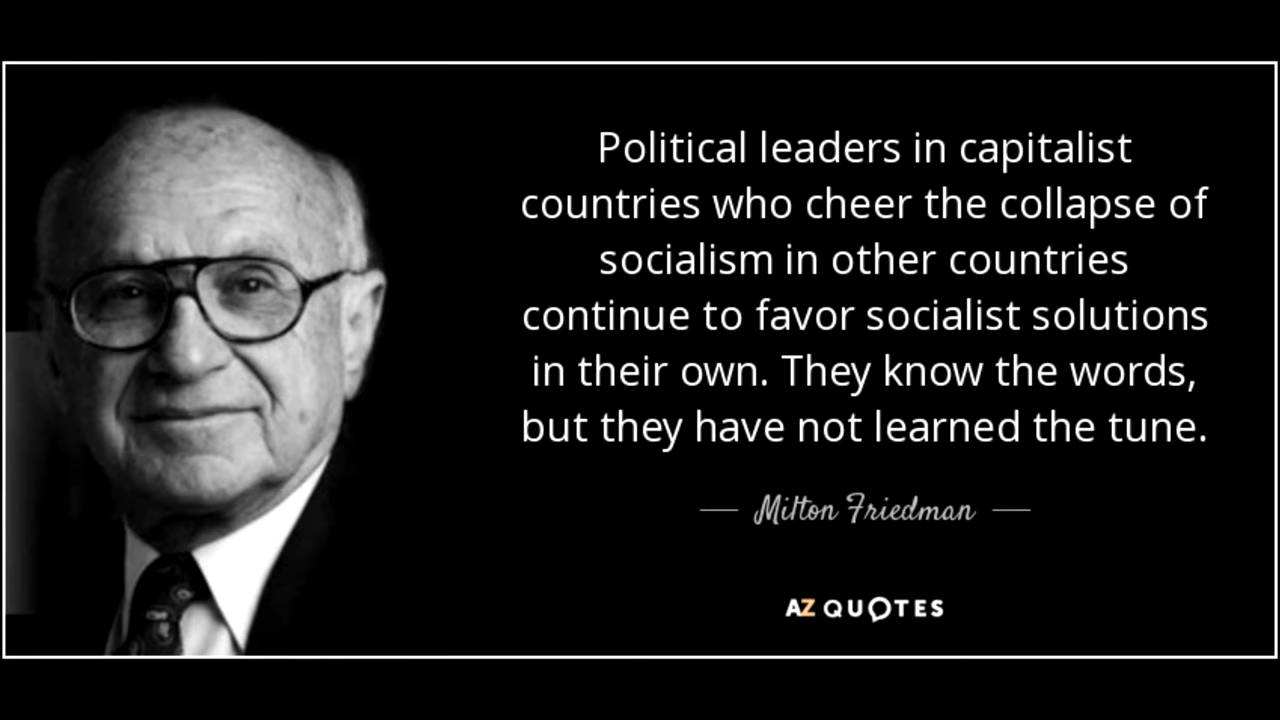 Political leaders in capitalist
countries who cheer the collapse of
socialism in other countries
continue to favor socialist solutions
in their own. They know the words,
but they have not learned the tune.
Milton Friedman
AZ QUOTES